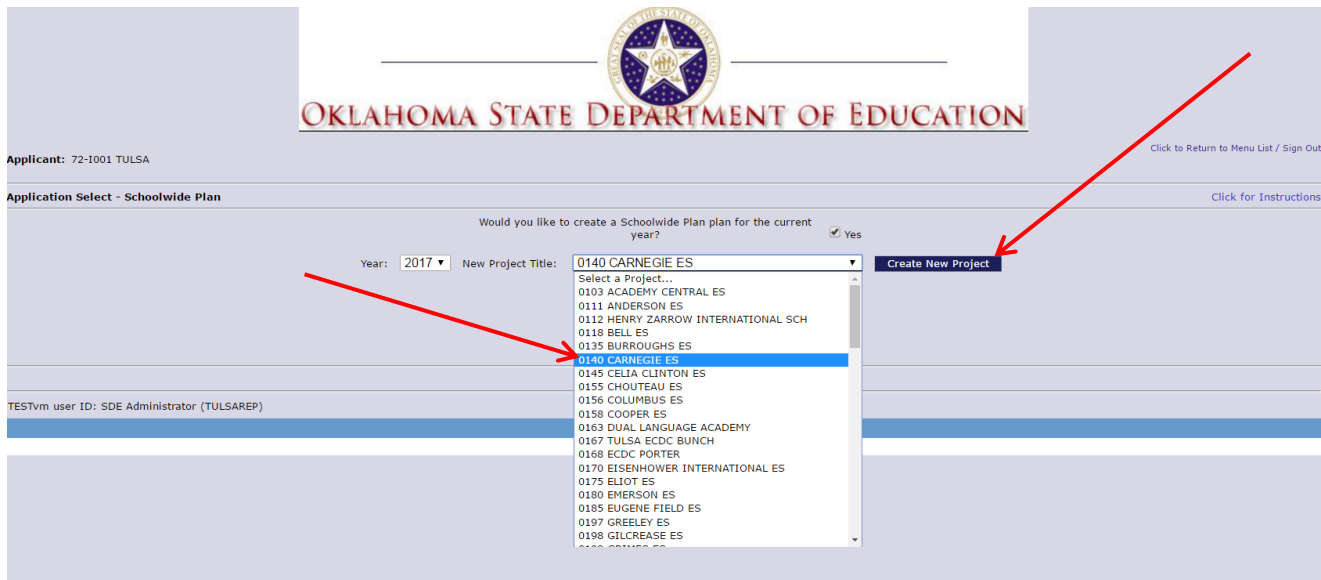 OKLAHOMA STATE DEPARTMENT OF EDUCATION
Click to Return to Menu List / Sign Out
Applicant: 72-I001 TULSA
Application Select - Schoolwide Plan
Click for Instructions
Would you like to create a Schoolwide Plan plan for the current
year?
Yes
Year: 2017 New Project Title: 0140 CARNEGIE ES Create New Project
Select a Project...
0103 ACADEMY CENTRAL ES
0111 ANDERSON ES
0112 HENRY ZARROW INTERNATIONAL SCH
0118 BELL ES
0135 BURROUGHS ES
0140 CARNEGIE ES
0145 CELIA CLINTON ES
0155 CHOUTEAU ES
0156 COLUMBUS ES
0158 COOPER ES
0163 DUAL LANGUAGE ACADEMY
0167 TULSA ECDC BUNCH
0168 ECDC PORTER
0170 EISENHOWER INTERNATIONAL ES
0175 ELIOT ES
0180 EMERSON ES
0185 EUGENE FIELD ES
0197 GREELEY ES
0198 GILCREASE ES
TESTvm user ID: SDE Administrator (TULSAREP)